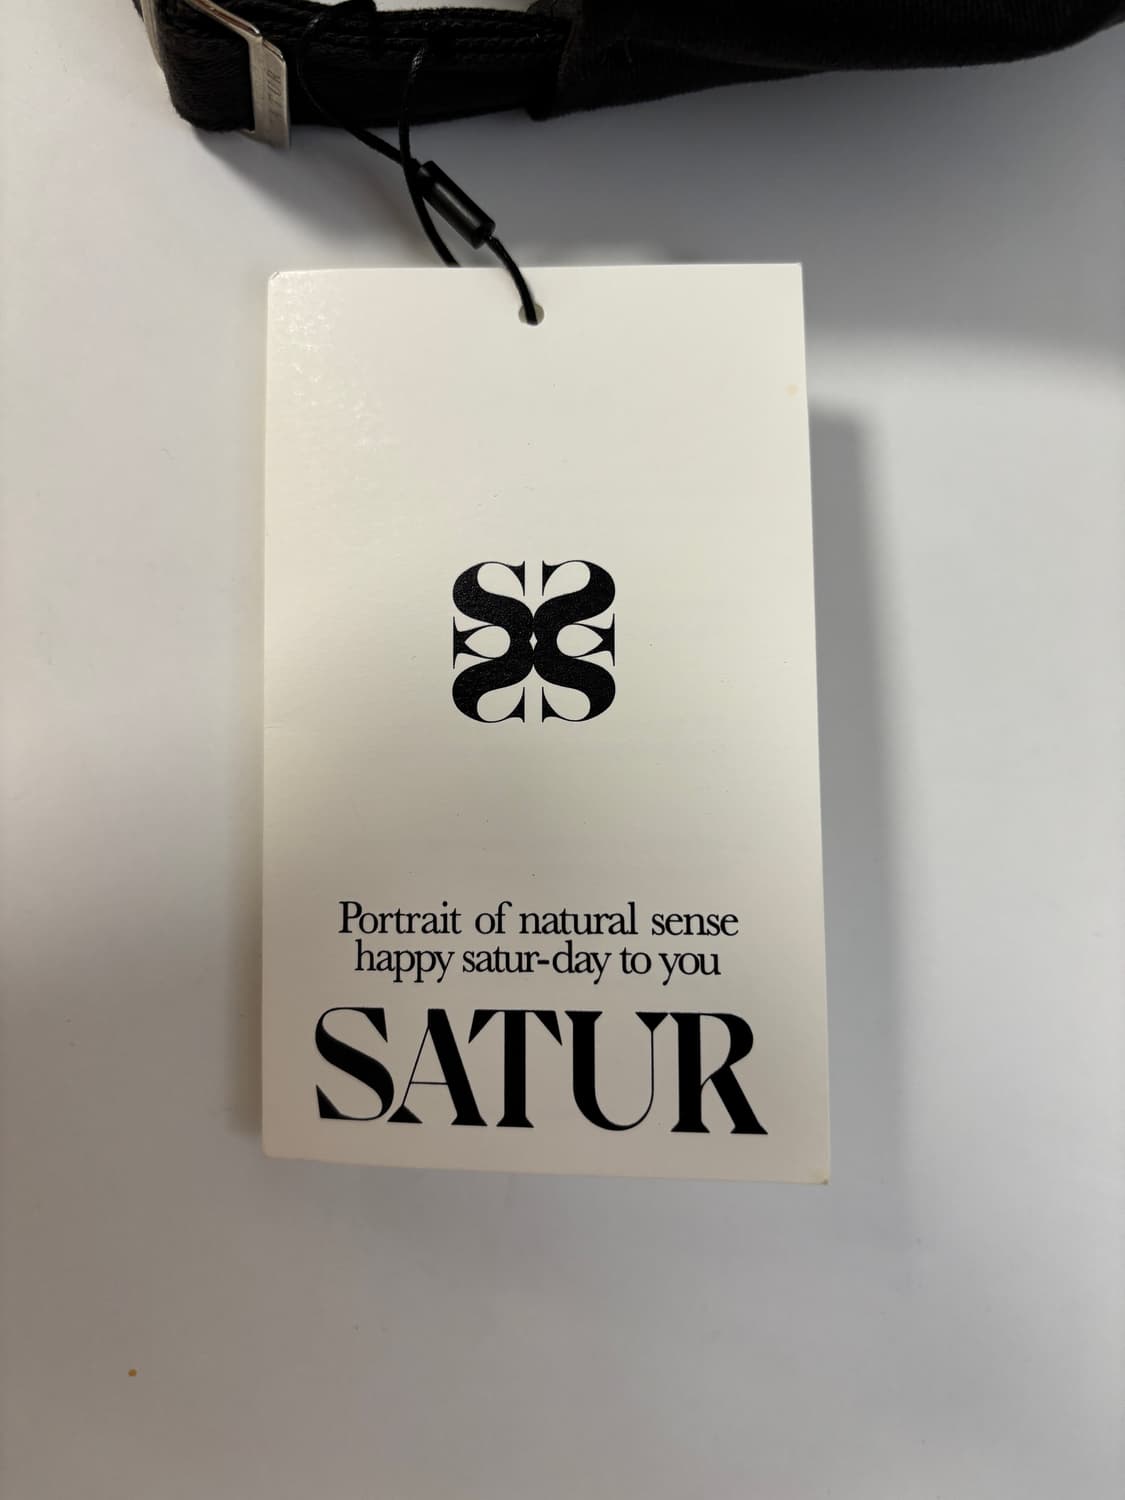 Portrait of natural sense
happy satur-day to you
SATUR